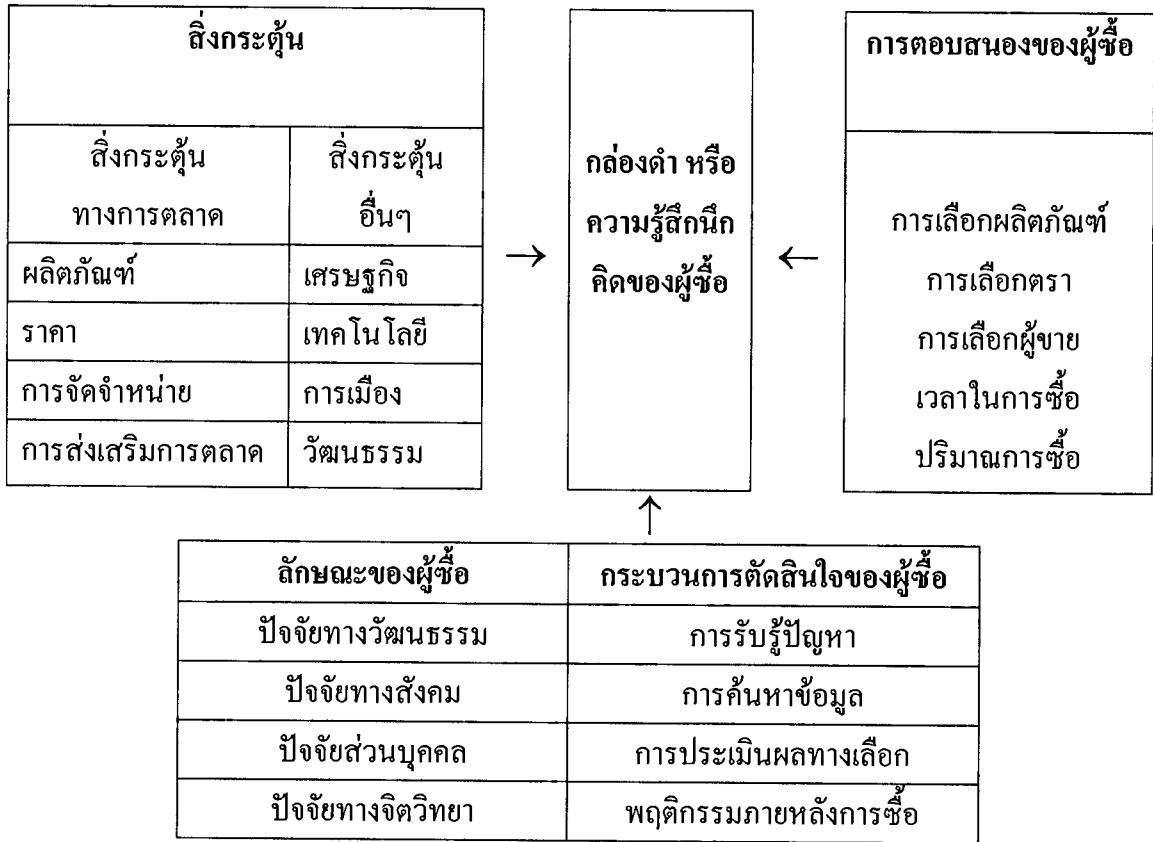 สิ่งกระตุ้น
สิ่งกระตุ้น
ทางการตลาด
สิ่งกระตุ้น
อื่นๆ
ผลิตภัณฑ์
เศรษฐกิจ
ราคา
เทคโนโลยี
การจัดจำหน่าย
การเมือง
การส่งเสริมการตลาด
วัฒนธรรม
→
กล่องดำ หรือ
ความรู้สึกนึก
คิดของผู้ซื้อ
←
การตอบสนองของผู้ซื้อ
การเลือกผลิตภัณฑ์
การเลือกตรา
การเลือกผู้ขาย
เวลาในการซื้อ
ปริมาณการซื้อ
↑
ลักษณะของผู้ซื้อ
กระบวนการตัดสินใจของผู้ซื้อ
ปัจจัยทางวัฒนธรรม
การรับรู้ปัญหา
ปัจจัยทางสังคม
การค้นหาข้อมูล
ปัจจัยส่วนบุคคล
การประเมินผลทางเลือก
ปัจจัยทางจิตวิทยา
พฤติกรรมภายหลังการซื้อ